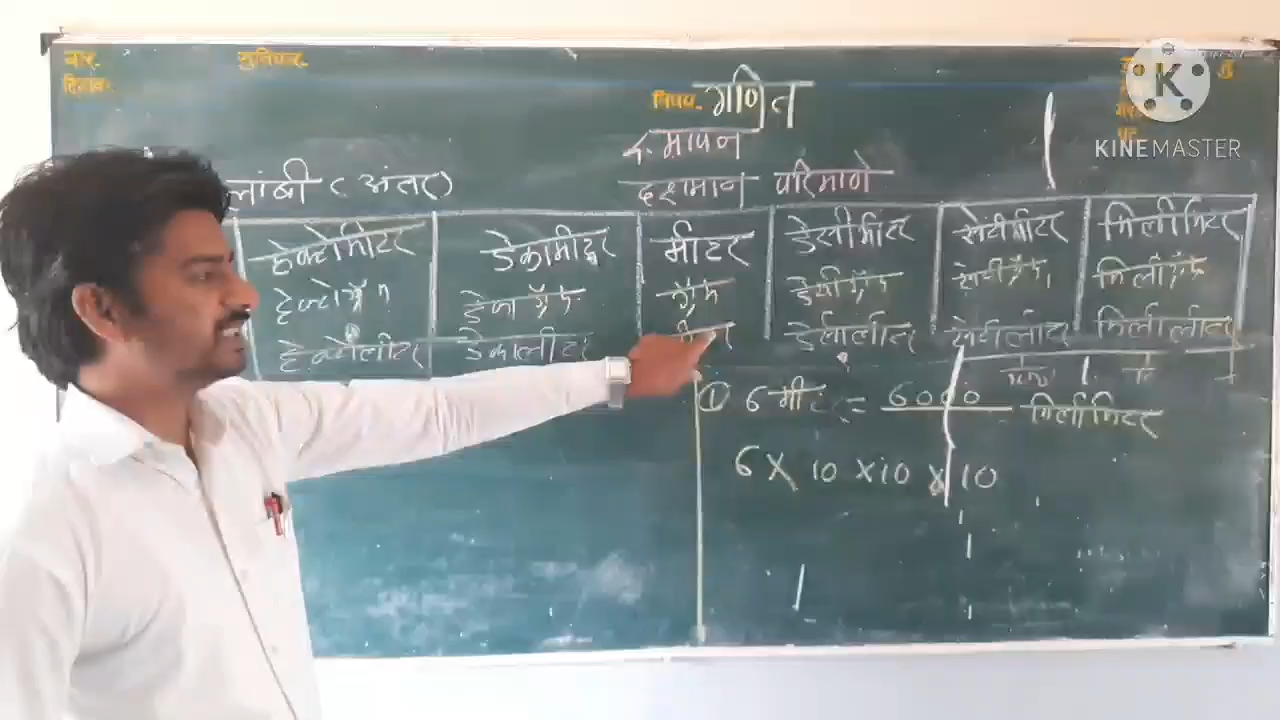 वार-
दिनांक-
सुविचार-
विषय- गणित
KINEMASTER
मापन
लांबी (अंतर)
दशमान परिमाणे
हेक्टोमीटर डेकामीटर मीटर डेसीमीटर सेंटीमीटर मिलीमिटर
हेक्टोग्रॅम डेकाग्रॅम ग्रॅम डेसीग्रॅम सेंटीग्रॅम मिलीग्रॅम
हेक्टोलीटर डेकालीटर डेसीलीटर सेंटीलीटर मिलीलीटर
① 6 मीटर = 6000 मिलीमिटर
6 × 10 × 10 × 10